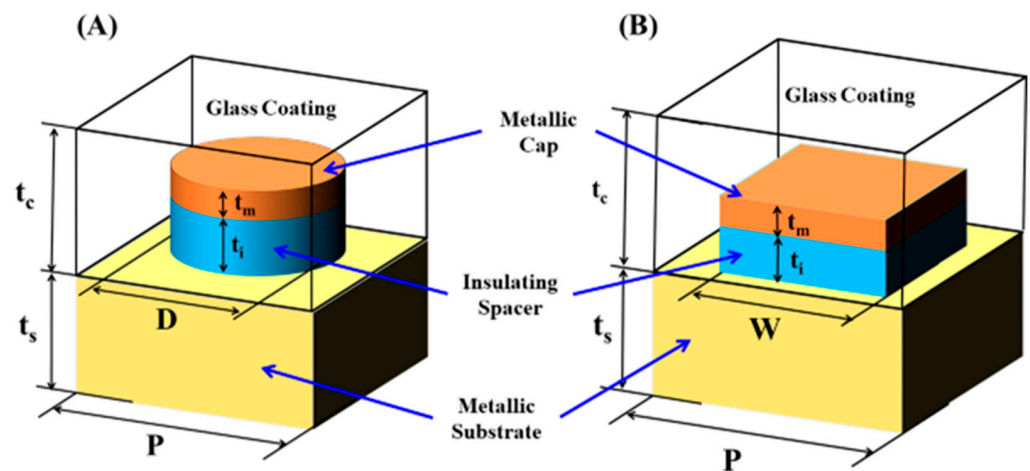 (A)
(B)
Glass Coating
Glass Coating
Metallic
Cap
t_c
t_m
t_i
t_c
t_m
t_i
Insulating
Spacer
D
W
t_s
t_s
Metallic
Substrate
P
P